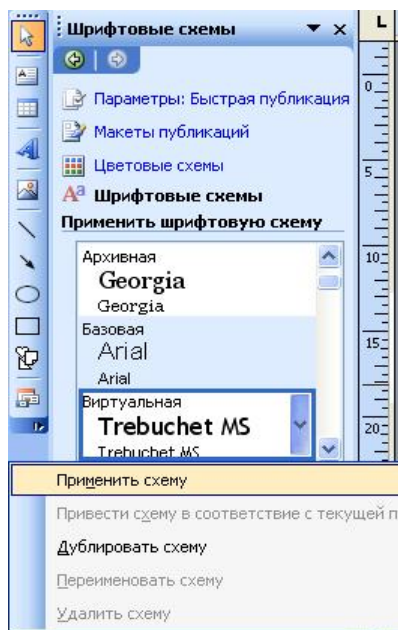 Шрифтовые схемы
L
Параметры: Быстрая публикация
0
Макеты публикаций
Цветовые схемы
5
Шрифтовые схемы
Применить шрифтовую схему
Архивная
10
Georgia
Georgia
Базовая
Arial
15
Arial
Виртуальная
Trebuchet MS
20
Trebuchet MS
Применить схему
Привести схему в соответствие с текущей п
Дублировать схему
Переименовать схему
Удалить схему